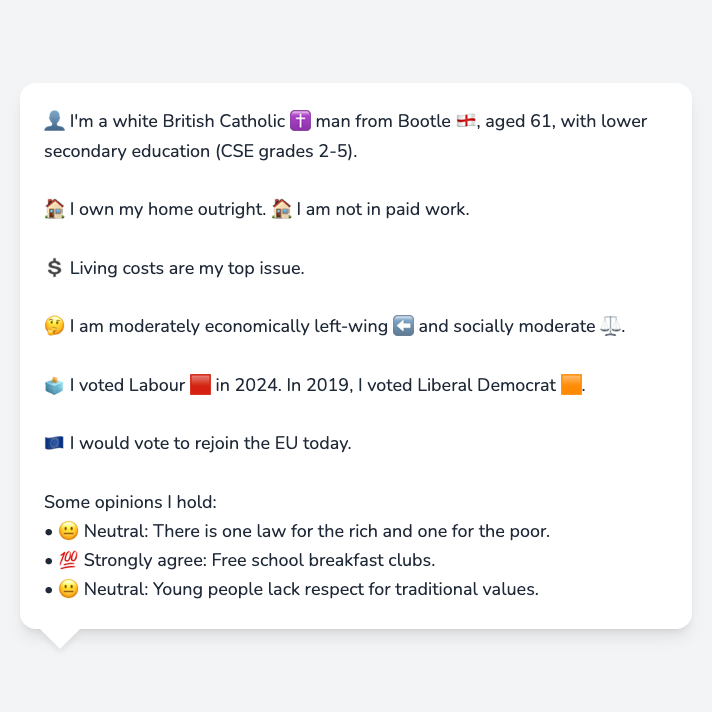 👤 I'm a white British Catholic ✝️ man from Bootle 🏴󠁧󠁢󠁥󠁮󠁧󠁿, aged 61, with lower
secondary education (CSE grades 2-5).
🏠 I own my home outright. 🏠 I am not in paid work.
💲 Living costs are my top issue.
🤔 I am moderately economically left-wing ⬅️ and socially moderate ⚖️.
🗳️ I voted Labour 🟥 in 2024. In 2019, I voted Liberal Democrat 🟧.
🇪🇺 I would vote to rejoin the EU today.
Some opinions I hold:
• 😐 Neutral: There is one law for the rich and one for the poor.
• 💯 Strongly agree: Free school breakfast clubs.
• 😐 Neutral: Young people lack respect for traditional values.